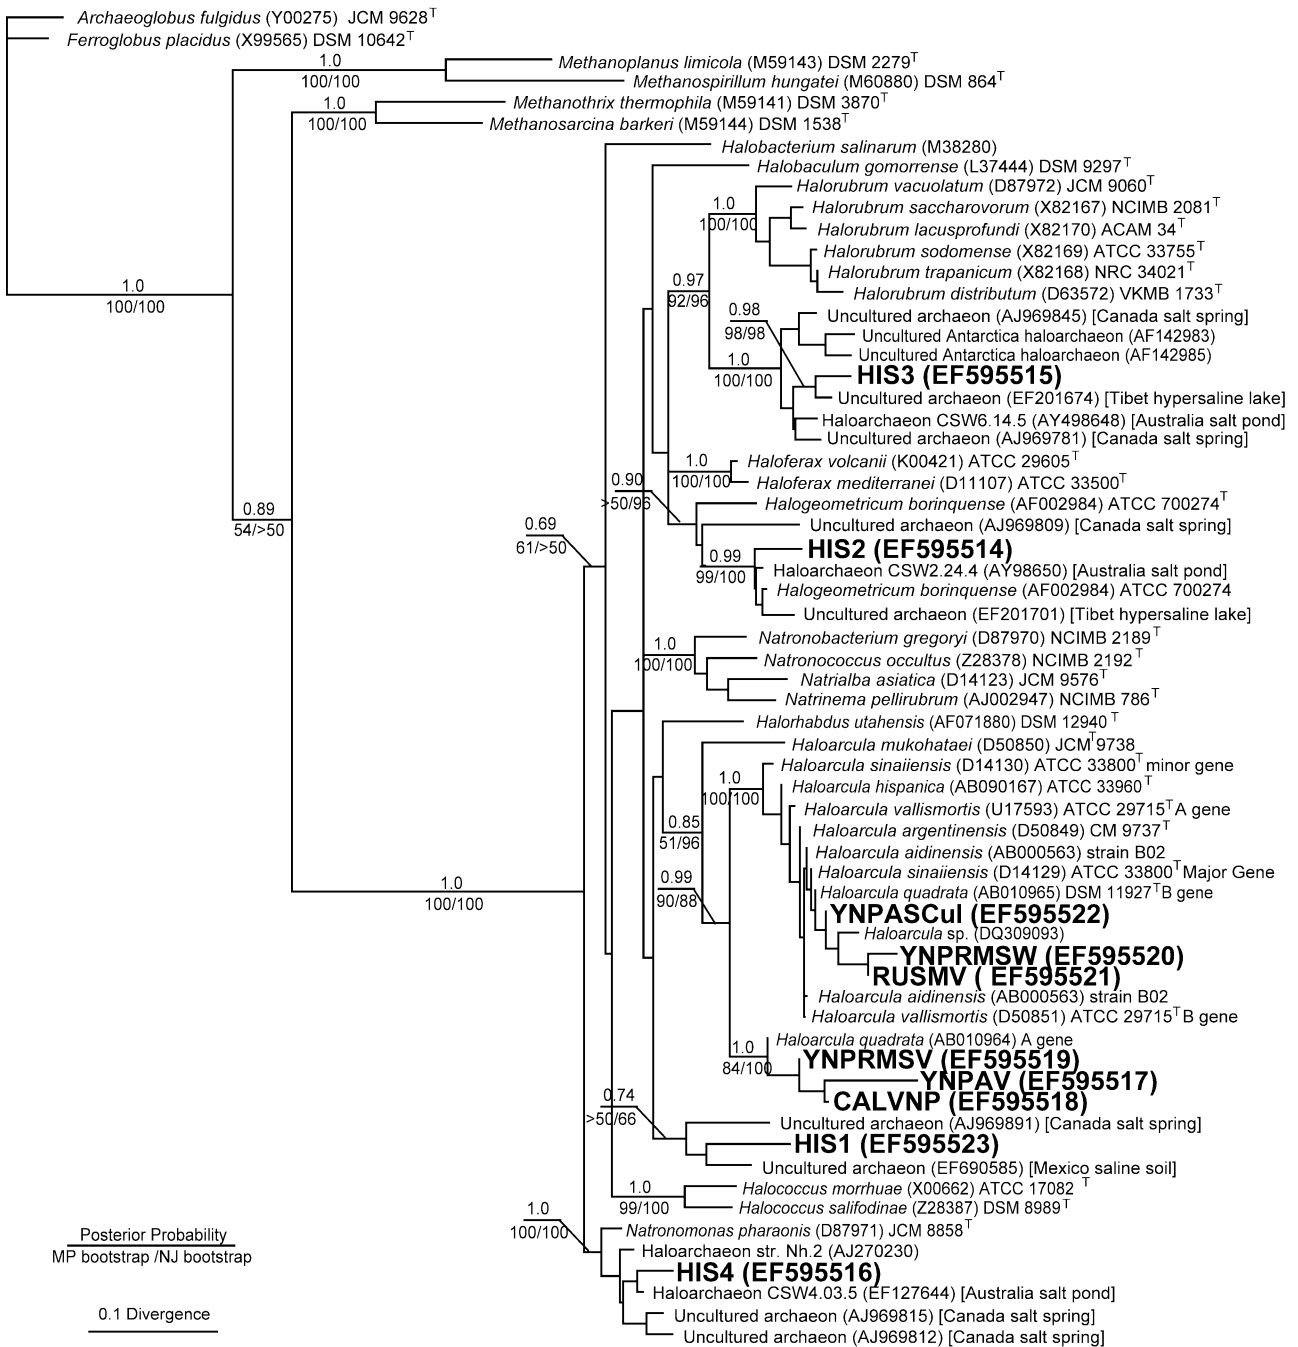 Archaeoglobus fulgidus (Y00275) JCM 9628T
Ferroglobus placidus (X99565) DSM 10642T
1.0
100/100
Methanoplanus limicola (M59143) DSM 2279T
Methanospirillum hungatei (M60880) DSM 864T
1.0
100/100
Methanothrix thermophila (M59141) DSM 3870T
Methanosarcina barkeri (M59144) DSM 1538T
Halobacterium salinarum (M38280)
Halobaculum gomorrense (L37444) DSM 9297T
Halorubrum vacuolatum (D87972) JCM 9060T
1.0
100/100
Halorubrum saccharovorum (X82167) NCIMB 2081T
Halorubrum lacusprofundi (X82170) ACAM 34T
Halorubrum sodomense (X82169) ATCC 33755T
Halorubrum trapanicum (X82168) NRC 34021T
Halorubrum distributum (D63572) VKMB 1733T
1.0
100/100
0.97
92/96
0.98
98/98
Uncultured archaeon (AJ969845) [Canada salt spring]
Uncultured Antarctica haloarchaeon (AF142983)
Uncultured Antarctica haloarchaeon (AF142985)
1.0
100/100
HIS3 (EF595515)
Uncultured archaeon (EF201674) [Tibet hypersaline lake]
Haloarchaeon CSW6.14.5 (AY498648) [Australia salt pond]
Uncultured archaeon (AJ969781) [Canada salt spring]
1.0
100/100
Haloferax volcanii (K00421) ATCC 29605T
Haloferax mediterranei (D11107) ATCC 33500T
0.90
>50/96
Halogeometricum borinquense (AF002984) ATCC 700274T
Uncultured archaeon (AJ969809) [Canada salt spring]
0.89
54/>50
0.69
61/>50
0.99
99/100
HIS2 (EF595514)
Haloarchaeon CSW2.24.4 (AY98650) [Australia salt pond]
Halogeometricum borinquense (AF002984) ATCC 700274
Uncultured archaeon (EF201701) [Tibet hypersaline lake]
1.0
100/100
Natronobacterium gregoryi (D87970) NCIMB 2189T
Natronococcus occultus (Z28378) NCIMB 2192T
Natrialba asiatica (D14123) JCM 9576T
Natrinema pellirubrum (AJ002947) NCIMB 786T
Halorhabdus utahensis (AF071880) DSM 12940 T
Haloarcula mukohataei (D50850) JCMT9738
Haloarcula sinaiiensis (D14130) ATCC 33800T minor gene
1.0
100/100
Haloarcula hispanica (AB090167) ATCC 33960T
Haloarcula vallismortis (U17593) ATCC 29715T A gene
0.85
51/96
Haloarcula argentinensis (D50849) CM 9737T
Haloarcula aidinensis (AB000563) strain B02
Haloarcula sinaiiensis (D14129) ATCC 33800T Major Gene
0.99
90/88
Haloarcula quadrata (AB010965) DSM 11927T B gene
1.0
100/100
YNPASCul (EF595522)
Haloarcula sp. (DQ309093)
YNPRMSW (EF595520)
RUSMV ( EF595521)
Haloarcula aidinensis (AB000563) strain B02
Haloarcula vallismortis (D50851) ATCC 29715T B gene
Haloarcula quadrata (AB010964) A gene
1.0
84/100
YNPRMSV (EF595519)
YNPAV (EF595517)
CALVNP (EF595518)
0.74
>50/66
Uncultured archaeon (AJ969891) [Canada salt spring]
HIS1 (EF595523)
Uncultured archaeon (EF690585) [Mexico saline soil]
1.0
99/100
Halococcus morrhuae (X00662) ATCC 17082 T
Halococcus salifodinae (Z28387) DSM 8989T
1.0
100/100
Natronomonas pharaonis (D87971) JCM 8858T
Haloarchaeon str. Nh.2 (AJ270230)
HIS4 (EF595516)
Haloarchaeon CSW4.03.5 (EF127644) [Australia salt pond]
Uncultured archaeon (AJ969815) [Canada salt spring]
Uncultured archaeon (AJ969812) [Canada salt spring]
Posterior Probability
MP bootstrap /NJ bootstrap
0.1 Divergence